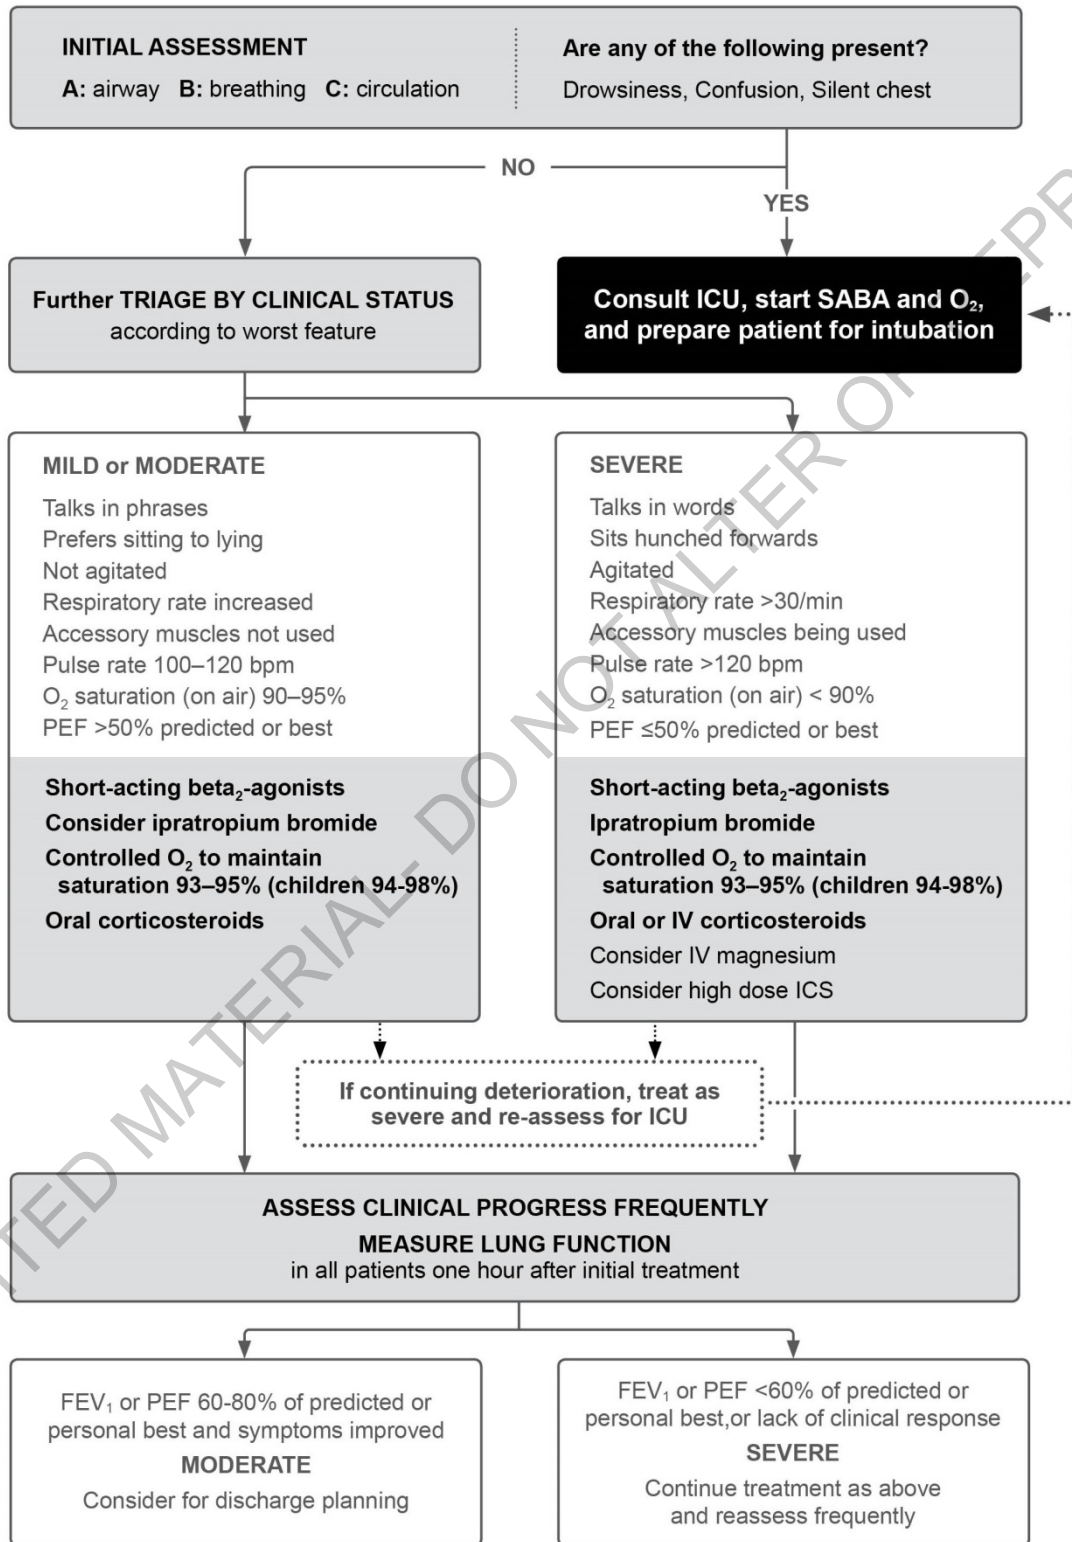 INITIAL ASSESSMENT
A: airway B: breathing C: circulation
Are any of the following present?
Drowsiness, Confusion, Silent chest
NO
YES
Further TRIAGE BY CLINICAL STATUS
according to worst feature
Consult ICU, start SABA and O₂,
and prepare patient for intubation
MILD or MODERATE
Talks in phrases
Prefers sitting to lying
Not agitated
Respiratory rate increased
Accessory muscles not used
Pulse rate 100–120 bpm
O₂ saturation (on air) 90–95%
PEF >50% predicted or best
Short-acting beta₂-agonists
Consider ipratropium bromide
Controlled O₂ to maintain
saturation 93–95% (children 94-98%)
Oral corticosteroids
SEVERE
Talks in words
Sits hunched forwards
Agitated
Respiratory rate >30/min
Accessory muscles being used
Pulse rate >120 bpm
O₂ saturation (on air) < 90%
PEF ≤50% predicted or best
Short-acting beta₂-agonists
Ipratropium bromide
Controlled O₂ to maintain
saturation 93–95% (children 94-98%)
Oral or IV corticosteroids
Consider IV magnesium
Consider high dose ICS
If continuing deterioration, treat as
severe and re-assess for ICU
ASSESS CLINICAL PROGRESS FREQUENTLY
MEASURE LUNG FUNCTION
in all patients one hour after initial treatment
FEV₁ or PEF 60-80% of predicted or
personal best and symptoms improved
MODERATE
Consider for discharge planning
FEV₁ or PEF <60% of predicted or
personal best,or lack of clinical response
SEVERE
Continue treatment as above
and reassess frequently
MATERIAL- DO NOT ALTER